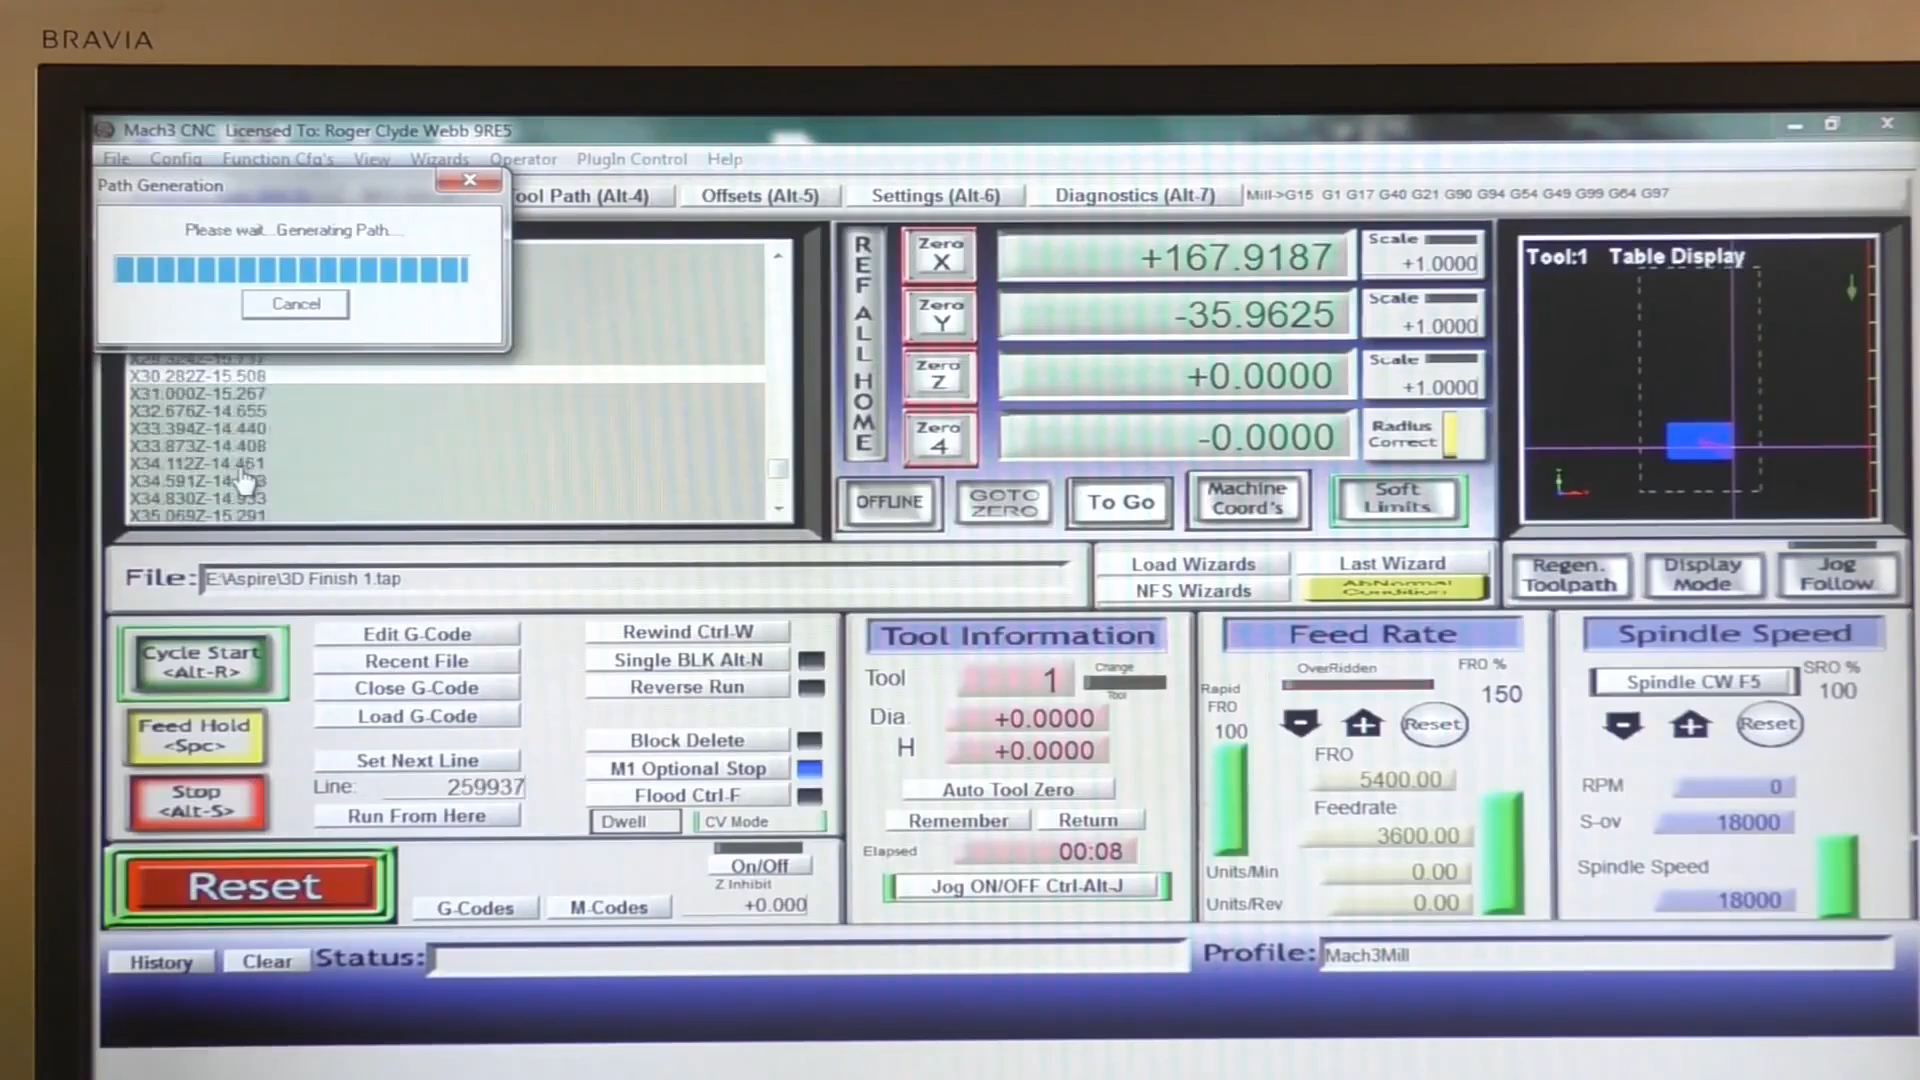 BRAVIA
Mach3 CNC Licensed To: Roger Clyde Webb 9RE5
File Config Function Cfg's View Wizards Operator PlugIn Control Help
Path Generation
Please wait...Generating Path.....
Cancel
ool Path (Alt-4) Offsets (Alt-5) Settings (Alt-6) Diagnostics (Alt-7) Mill->G15 G1 G17 G40 G21 G90 G94 G54 G49 G99 G64 G97
X30.282Z-15.508
X31.000Z-15.267
X32.676Z-14.655
X33.394Z-14.440
X33.873Z-14.408
X34.112Z-14.461
X35.069Z-15.291
REF ALL HOME
Zero X +167.9187 Scale +1.0000
Zero Y -35.9625 Scale +1.0000
Zero Z +0.0000 Scale +1.0000
Zero 4 -0.0000 Radius Correct
OFFLINE GOTO ZERO To Go Machine Coord's Soft Limits
Tool:1 Table Display
File: E:\Aspire\3D Finish 1.tap
Load Wizards Last Wizard
NFS Wizards AbNormal Condition
Regen. Toolpath Display Mode Jog Follow
Cycle Start <Alt-R>
Feed Hold <Spc>
Stop <Alt-S>
Edit G-Code
Recent File
Close G-Code
Load G-Code
Set Next Line
Line: 259937
Run From Here
Rewind Ctrl-W
Single BLK Alt-N
Reverse Run
Block Delete
M1 Optional Stop
Flood Ctrl-F
Dwell CV Mode
Reset
G-Codes M-Codes
On/Off
Z Inhibit
+0.000
Tool Information
Tool 1 Change Tool
Dia. +0.0000
H +0.0000
Auto Tool Zero
Remember Return
Elapsed 00:08
Jog ON/OFF Ctrl-Alt-J
Feed Rate
OverRidden FRO % 150
Rapid FRO 100
Reset
FRO
5400.00
Feedrate
3600.00
Units/Min 0.00
Units/Rev 0.00
Spindle Speed
Spindle CW F5 SRO % 100
Reset
RPM 0
S-ov 18000
Spindle Speed
18000
History Clear Status: Profile: Mach3Mill